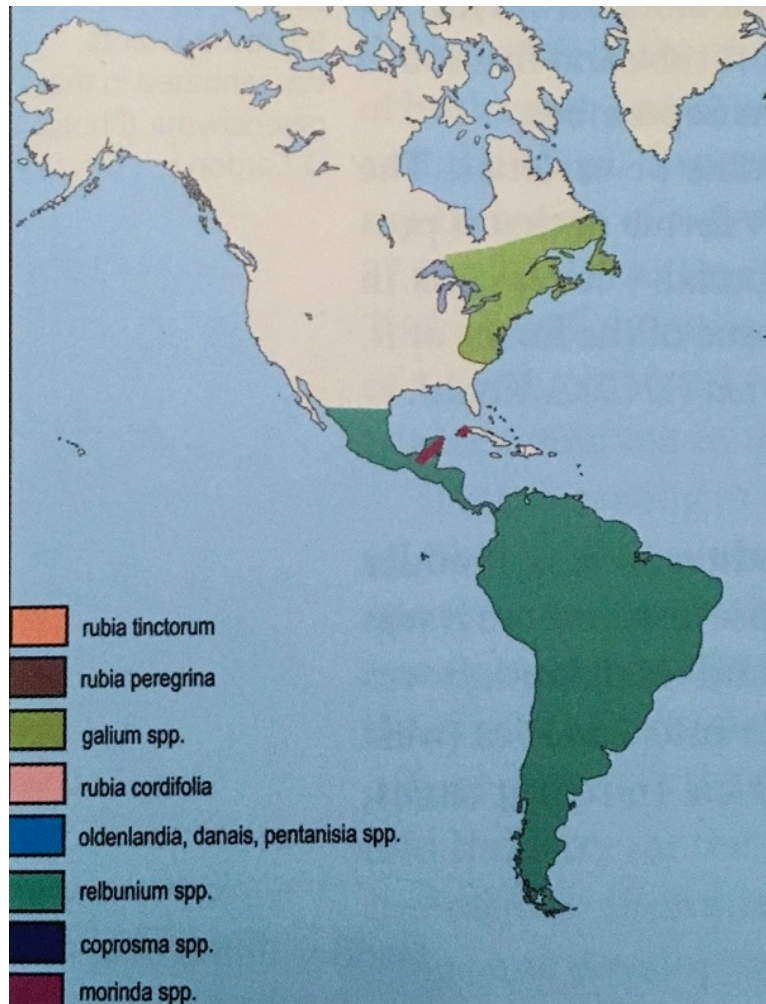 rubia tinctorum
rubia peregrina
galium spp.
rubia cordifolia
oldenlandia, danais, pentanisia spp.
relbunium spp.
coprosma spp.
morinda spp.